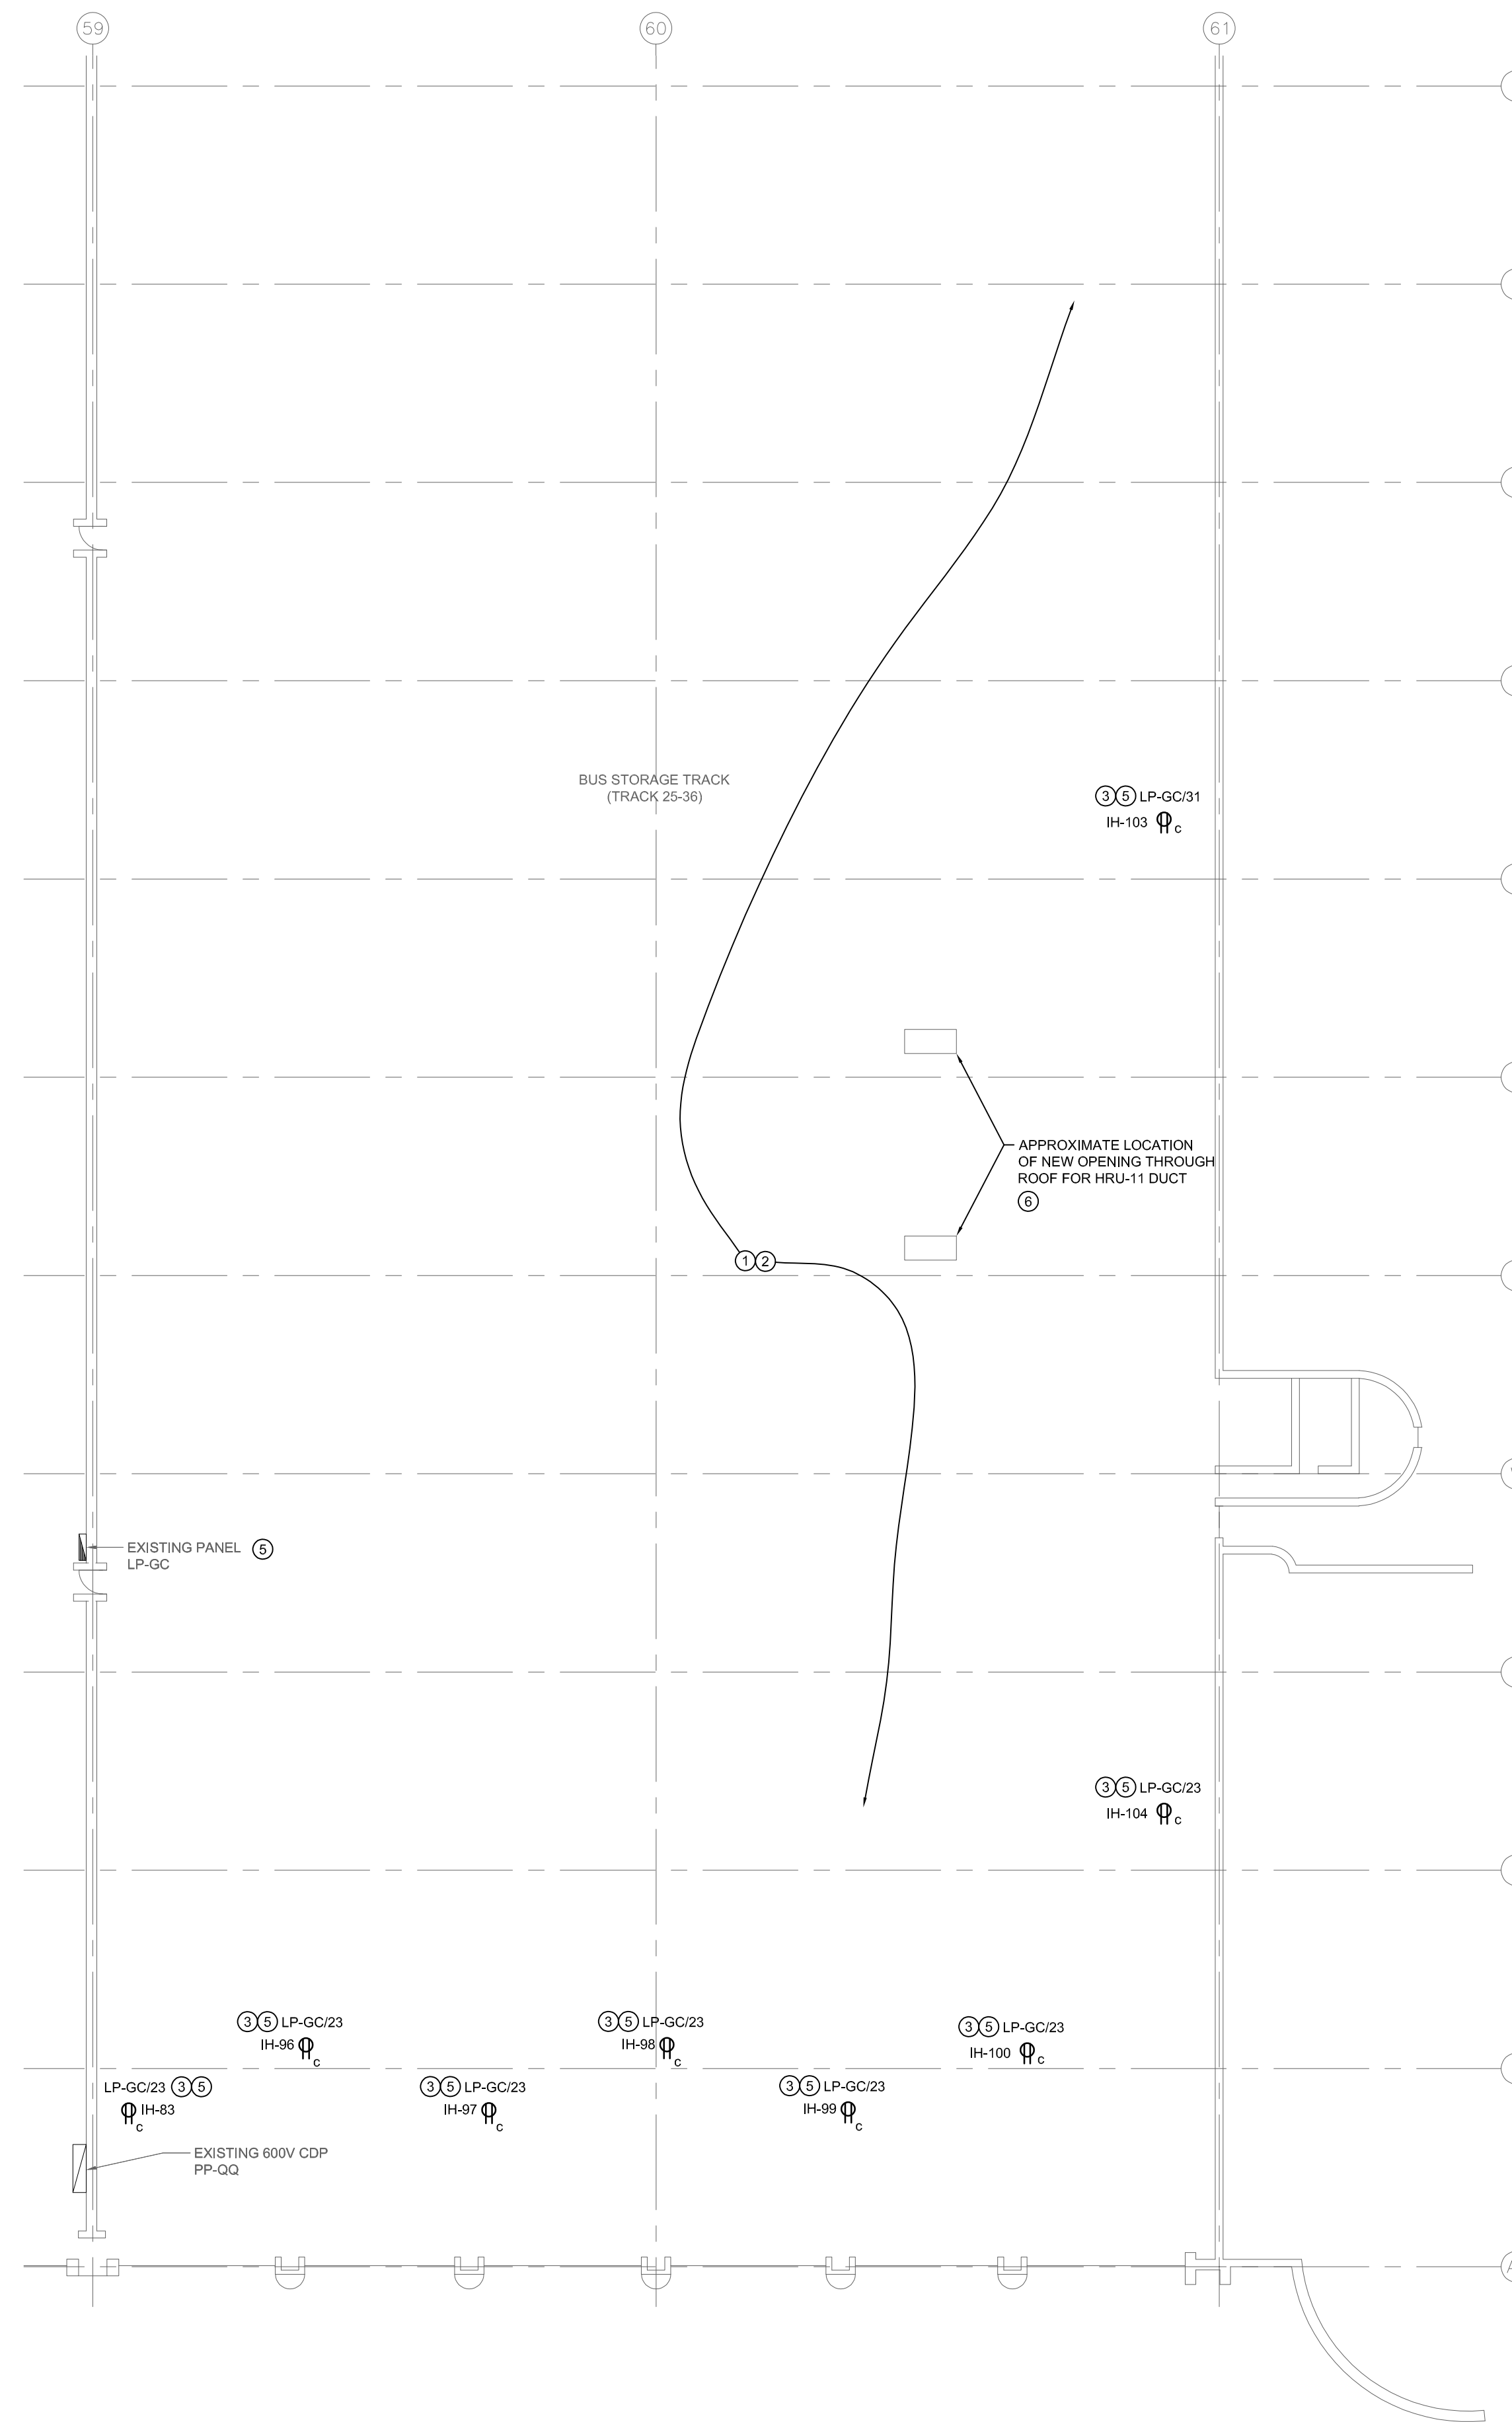 59
60
61
BUS STORAGE TRACK
(TRACK 25-36)
3 5 LP-GC/31
IH-103
c
APPROXIMATE LOCATION
OF NEW OPENING THROUGH
ROOF FOR HRU-11 DUCT
6
1 2
EXISTING PANEL 5
LP-GC
3 5 LP-GC/23
IH-104
c
3 5 LP-GC/23
IH-96
c
3 5 LP-GC/23
IH-98
c
3 5 LP-GC/23
IH-100
c
LP-GC/23 3 5
IH-83
c
3 5 LP-GC/23
IH-97
c
3 5 LP-GC/23
IH-99
c
EXISTING 600V CDP
PP-QQ